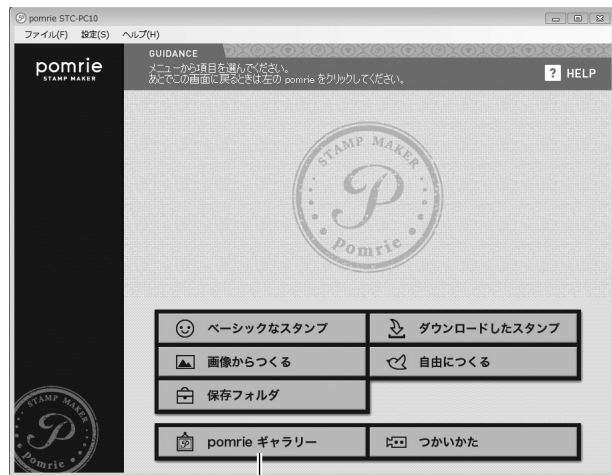 pomrie STC-PC10
ファイル(F) 設定(S) ヘルプ(H)
pomrie
STAMP MAKER
GUIDANCE
メニューから項目を選んでください。
あとでこの画面に戻るときは左の pomrie をクリックしてください。
? HELP
STAMP MAKER
P
pomrie
ベーシックなスタンプ
ダウンロードしたスタンプ
画像からつくる
自由につくる
保存フォルダ
pomrie ギャラリー
つかいかた
STAMP MAKER
P
pomrie